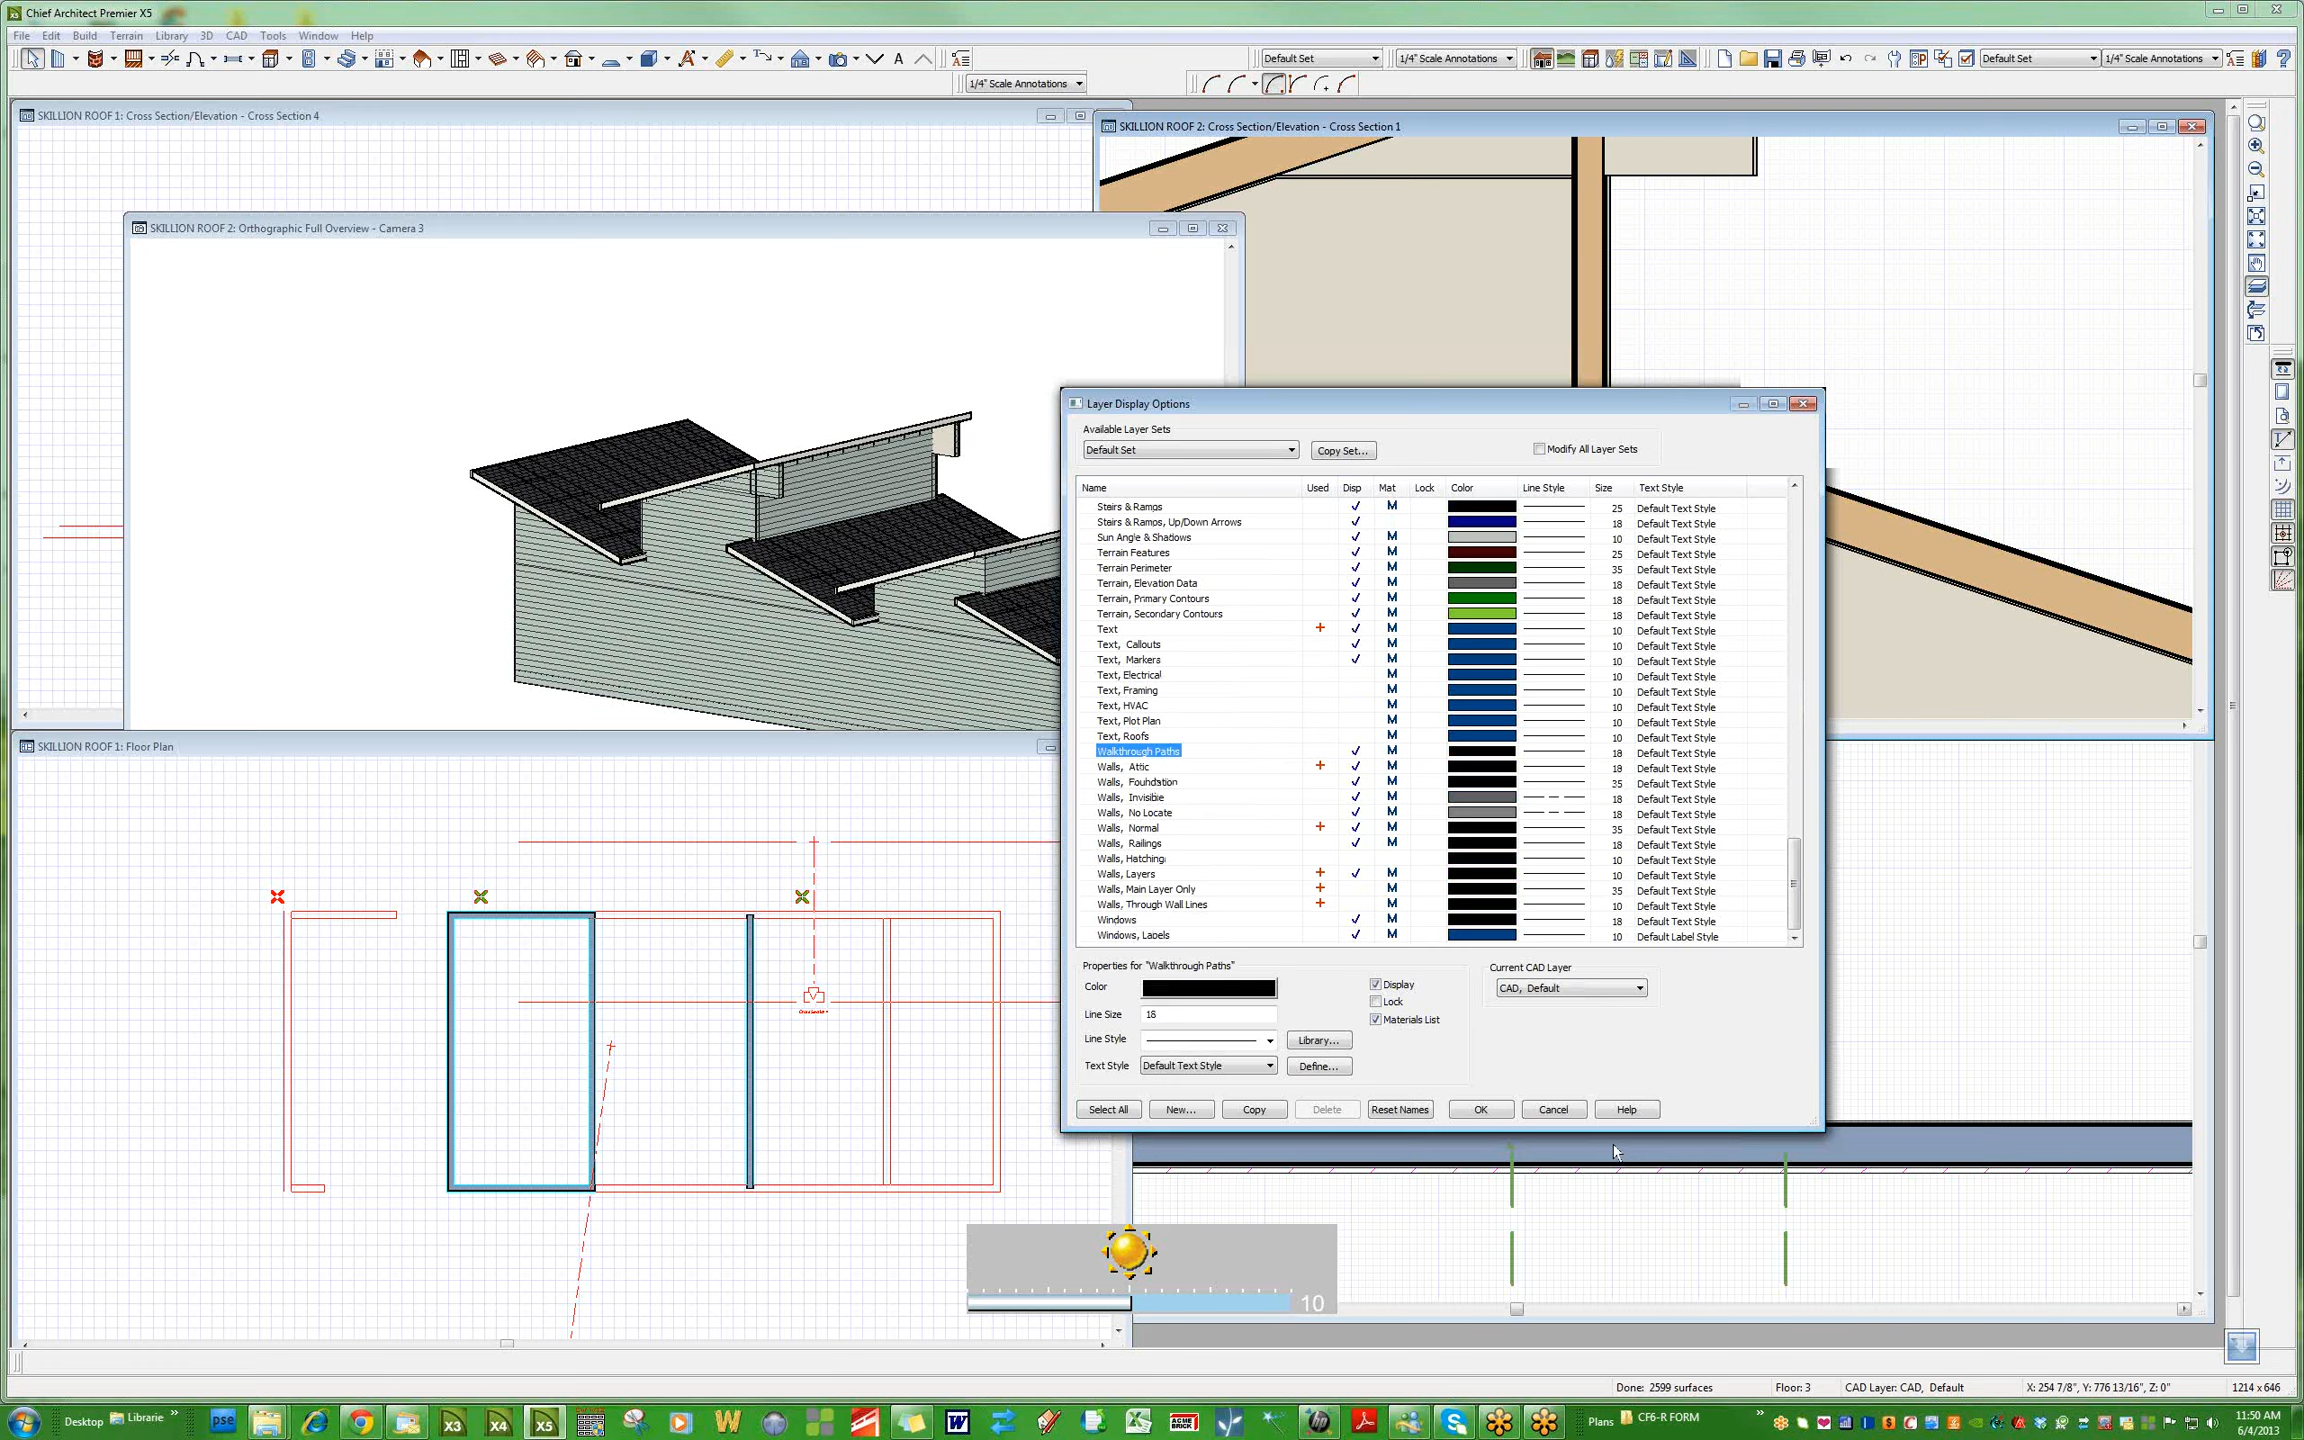 Chief Architect Premier X5
File Edit Build Terrain Library 3D CAD Tools Window Help
Default Set 1/4" Scale Annotations Default Set 1/4" Scale Annotations
1/4" Scale Annotations
SKILLION ROOF 1: Cross Section/Elevation - Cross Section 4
SKILLION ROOF 2: Cross Section/Elevation - Cross Section 1
SKILLION ROOF 2: Orthographic Full Overview - Camera 3
Layer Display Options
Available Layer Sets
Default Set Copy Set... Modify All Layer Sets
Name Used Disp Mat Lock Color Line Style Size Text Style
Stairs & Ramps M 25 Default Text Style
Stairs & Ramps, Up/Down Arrows 18 Default Text Style
Sun Angle & Shadows M 10 Default Text Style
Terrain Features M 25 Default Text Style
Terrain Perimeter M 35 Default Text Style
Terrain, Elevation Data M 18 Default Text Style
Terrain, Primary Contours M 18 Default Text Style
Terrain, Secondary Contours M 18 Default Text Style
Text + M 10 Default Text Style
Text, Callouts M 10 Default Text Style
Text, Markers M 10 Default Text Style
Text, Electrical M 10 Default Text Style
Text, Framing M 10 Default Text Style
Text, HVAC M 10 Default Text Style
Text, Plot Plan M 10 Default Text Style
Text, Roofs M 10 Default Text Style
Walkthrough Paths M 18 Default Text Style
Walls, Attic + M 18 Default Text Style
Walls, Foundation M 35 Default Text Style
Walls, Invisible M 18 Default Text Style
Walls, No Locate M 18 Default Text Style
Walls, Normal + M 35 Default Text Style
Walls, Railings M 18 Default Text Style
Walls, Hatching 10 Default Text Style
Walls, Layers + M 10 Default Text Style
Walls, Main Layer Only + 35 Default Text Style
Walls, Through Wall Lines + 10 Default Text Style
Windows M 18 Default Text Style
Windows, Labels M 10 Default Label Style
Properties for "Walkthrough Paths"
Color
Line Size 18
Line Style Library...
Text Style Default Text Style Define...
Display
Lock
Materials List
Current CAD Layer
CAD, Default
Select All New... Copy Delete Reset Names OK Cancel Help
SKILLION ROOF 1: Floor Plan
10
Done: 2599 surfaces Floor: 3 CAD Layer: CAD, Default X: 254 7/8", Y: 776 13/16", Z: 0" 1214 x 646
Desktop Librarie » pse X3 X4 X5 W W ACME BRICK Plans CF6-R FORM » 11:50 AM
6/4/2013